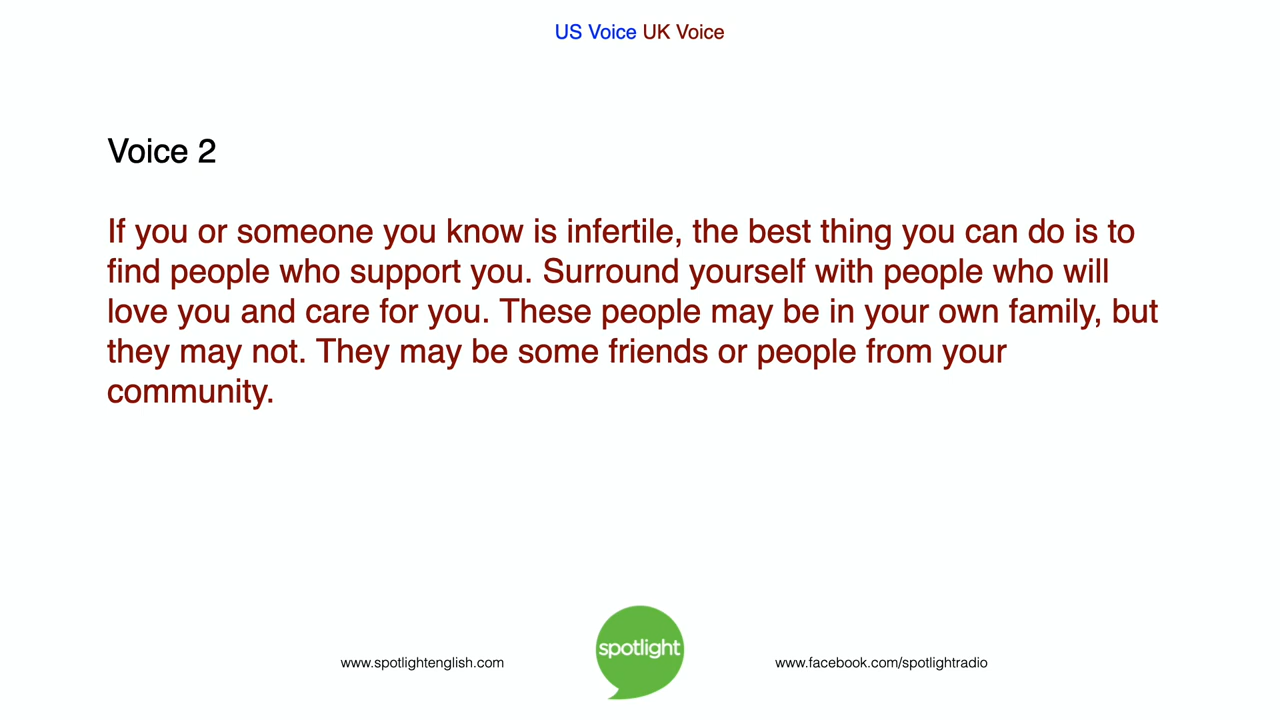 US Voice UK Voice
Voice 2
If you or someone you know is infertile, the best thing you can do is to
find people who support you. Surround yourself with people who will
love you and care for you. These people may be in your own family, but
they may not. They may be some friends or people from your
community.
spotlight
www.spotlightenglish.com
www.facebook.com/spotlightradio